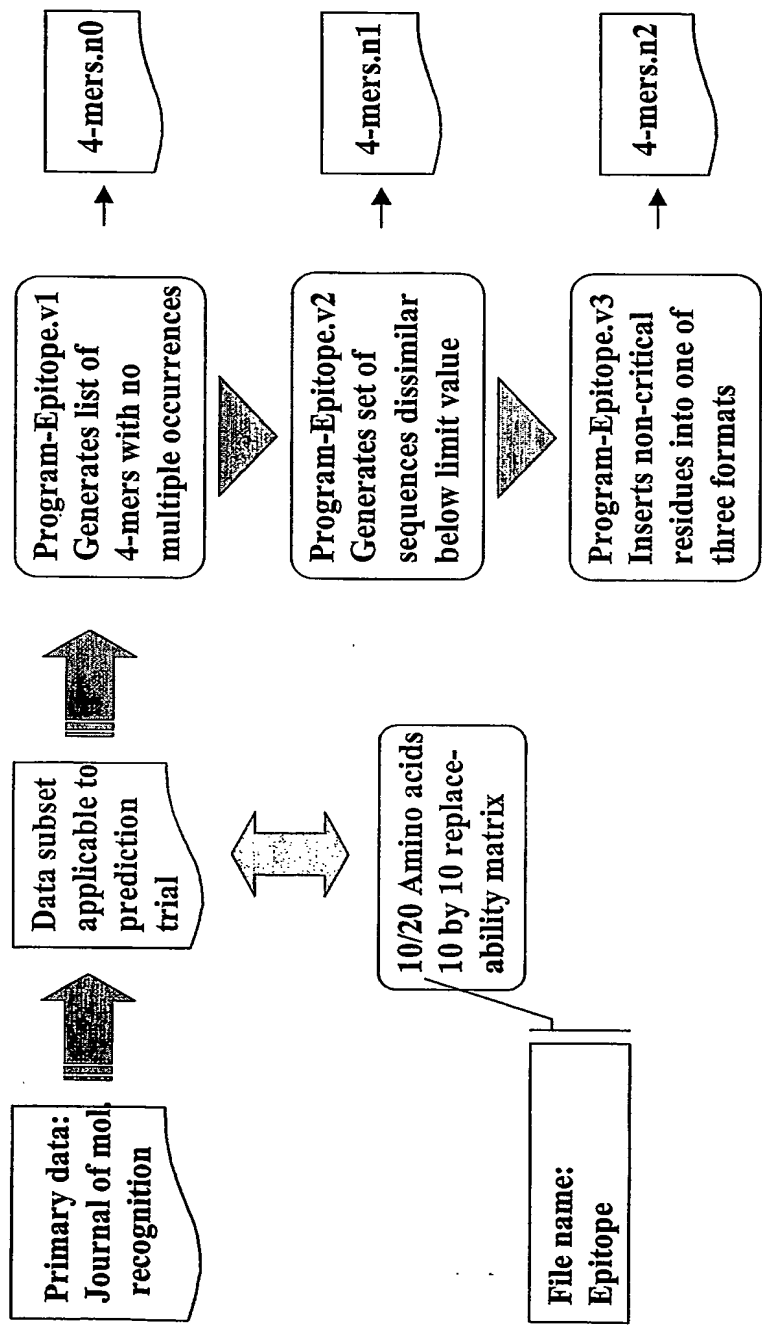 Primary data:
Journal of mol.
recognition
Data subset
applicable to
prediction
trial
Program-Epitope.v1
Generates list of
4-mers with no
multiple occurrences
4-mers.n0
File name:
Epitope
10/20 Amino acids
10 by 10 replace-
ability matrix
Program-Epitope.v2
Generates set of
sequences dissimilar
below limit value
4-mers.n1
Program-Epitope.v3
Inserts non-critical
residues into one of
three formats
4-mers.n2